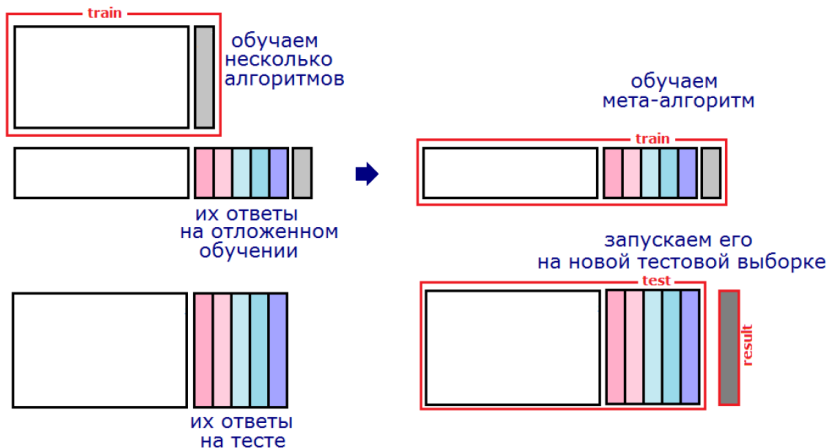 train
обучаем
несколько
алгоритмов
их ответы
на отложенном
обучении
их ответы
на тесте
обучаем
мета-алгоритм
train
запускаем его
на новой тестовой выборке
test
result